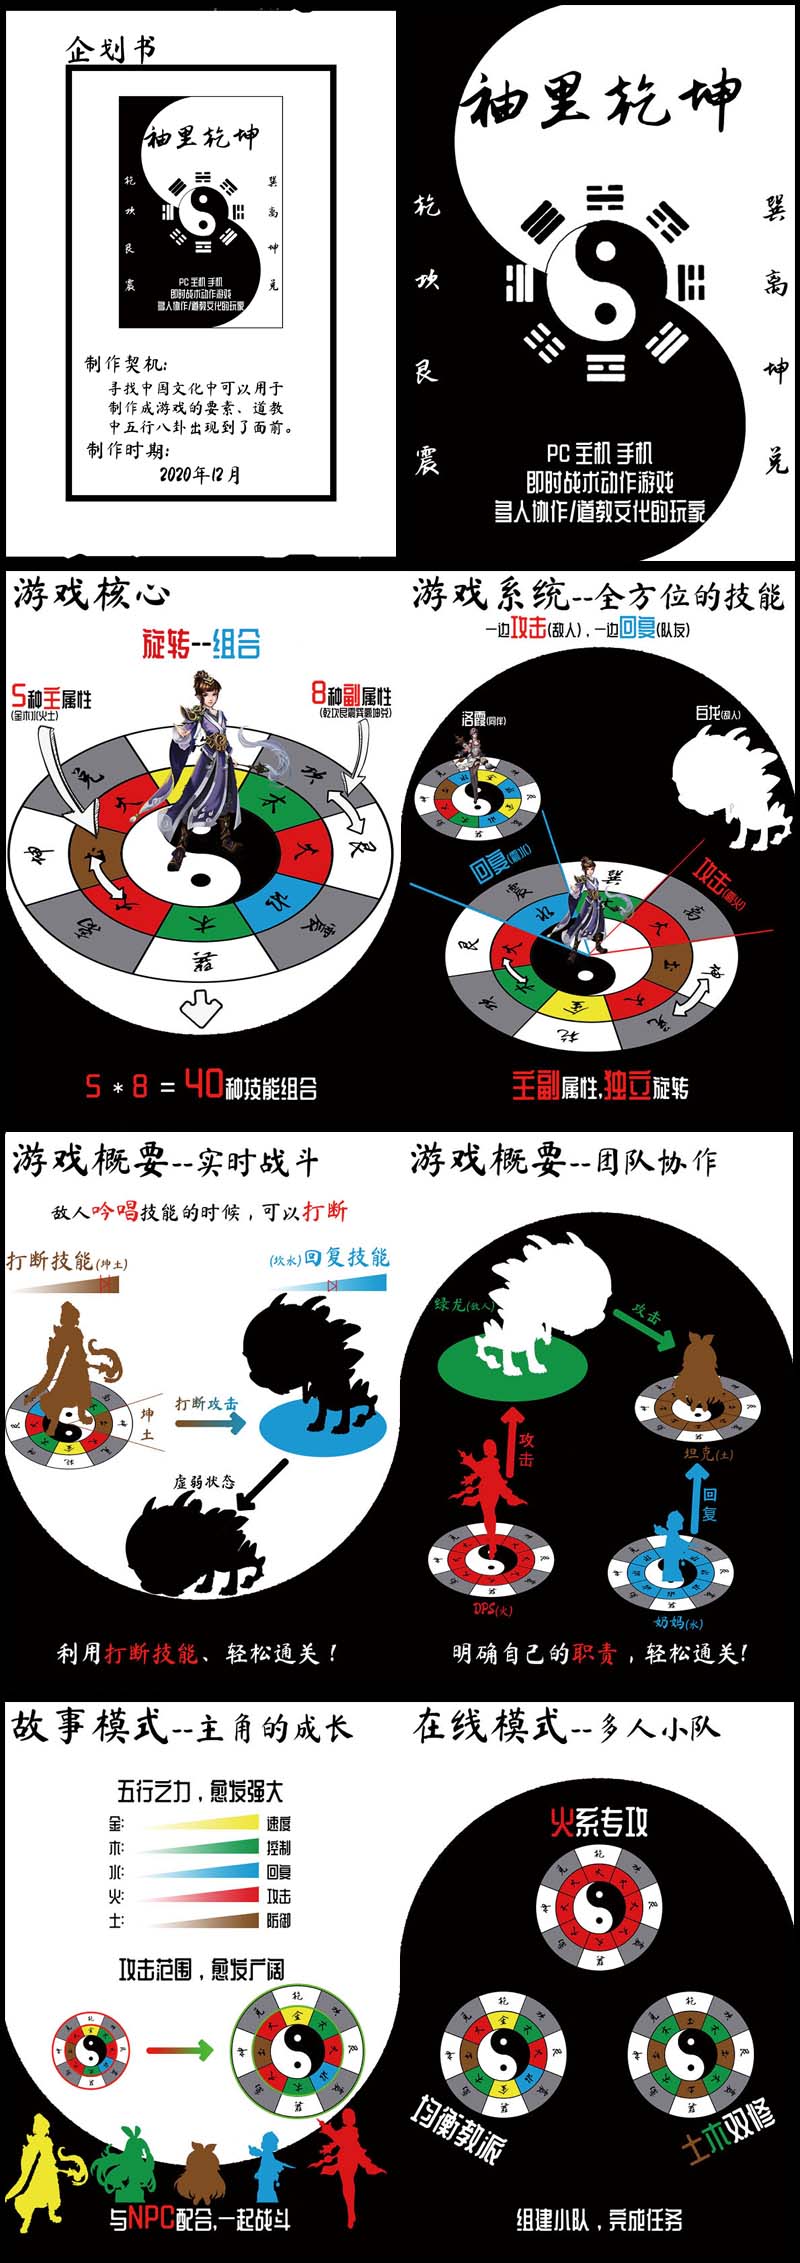 企划书
袖里乾坤
乾
坎
艮
震
巽
离
坤
兑
PC 主机 手机
即时战术动作游戏
多人协作/道教文化的玩家
制作契机:
寻找中国文化中可以用于
制作成游戏的要素、道教
中五行八卦出现到了面前。
制作时期:
2020年12月
袖里乾坤
乾
坎
艮
震
巽
离
坤
兑
PC 主机 手机
即时战术动作游戏
多人协作/道教文化的玩家
游戏核心
旋转--组合
5种主属性
(金木水火土)
8种副属性
兑
坎
艮
震
巽
离
坤
火
木
火
水
木
火
土
5 * 8 = 40种技能组合
游戏系统--全方位的技能
一边攻击(敌人)，一边回复(队友)
洛霞(同伴)
白龙(敌人)
回复(震水)
攻击(离火)
震
巽
离
坤
兑
乾
坎
艮
水
火
土
火
金
木
火
主副属性,独立旋转
游戏概要--实时战斗
敌人吟唱技能的时候，可以打断
打断技能(坤土)
(坎水)回复技能
坤
土
打断攻击
虚弱状态
利用打断技能、轻松通关！
游戏概要--团队协作
绿龙(敌人)
攻击
坦克(土)
攻击
回复
DPS(火)
奶妈(水)
明确自己的职责，轻松通关!
故事模式--主角的成长
五行之力，愈发强大
金: 速度
木: 控制
水: 回复
火: 攻击
土: 防御
攻击范围，愈发广阔
与NPC配合,一起战斗
在线模式--多人小队
火系专攻
均衡教派
土木双修
组建小队，完成任务